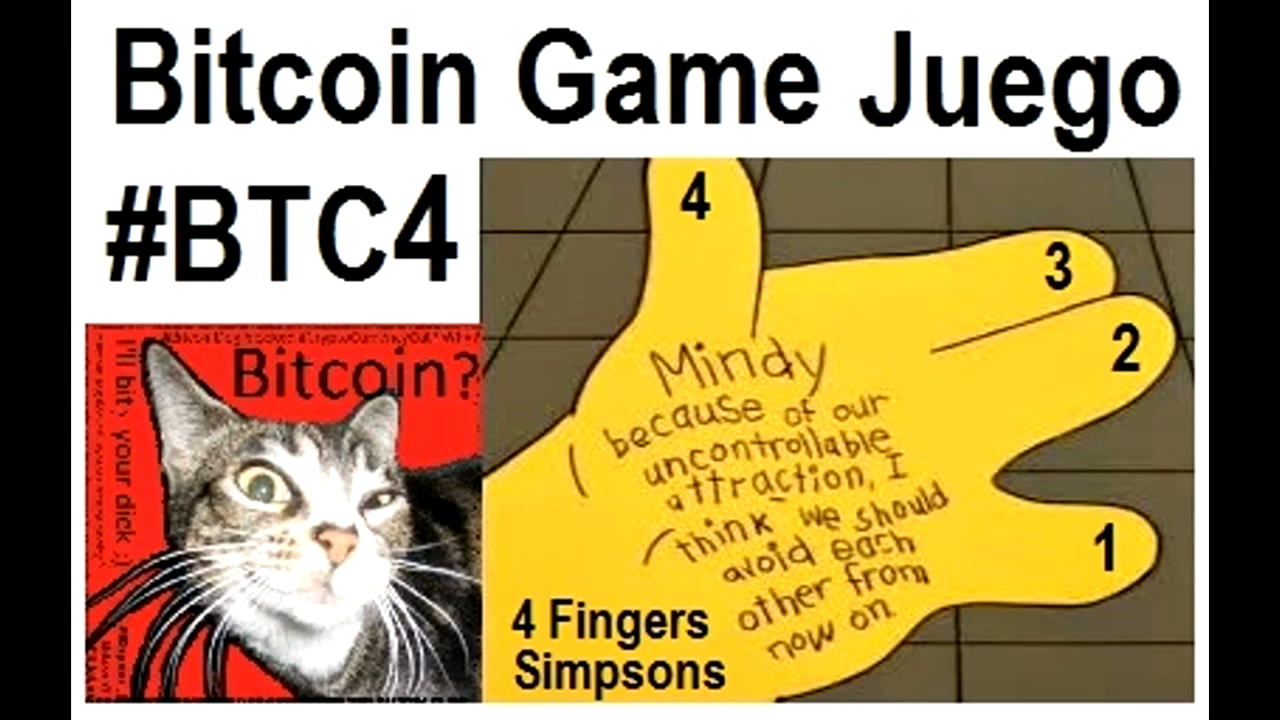 Bitcoin Game Juego
#BTC4
Bitcoin?
I'll bit, your dick :)
4
3
2
1
Mindy
because of our
uncontrollable
attraction, I
think we should
avoid each
other from
now on
4 Fingers
Simpsons